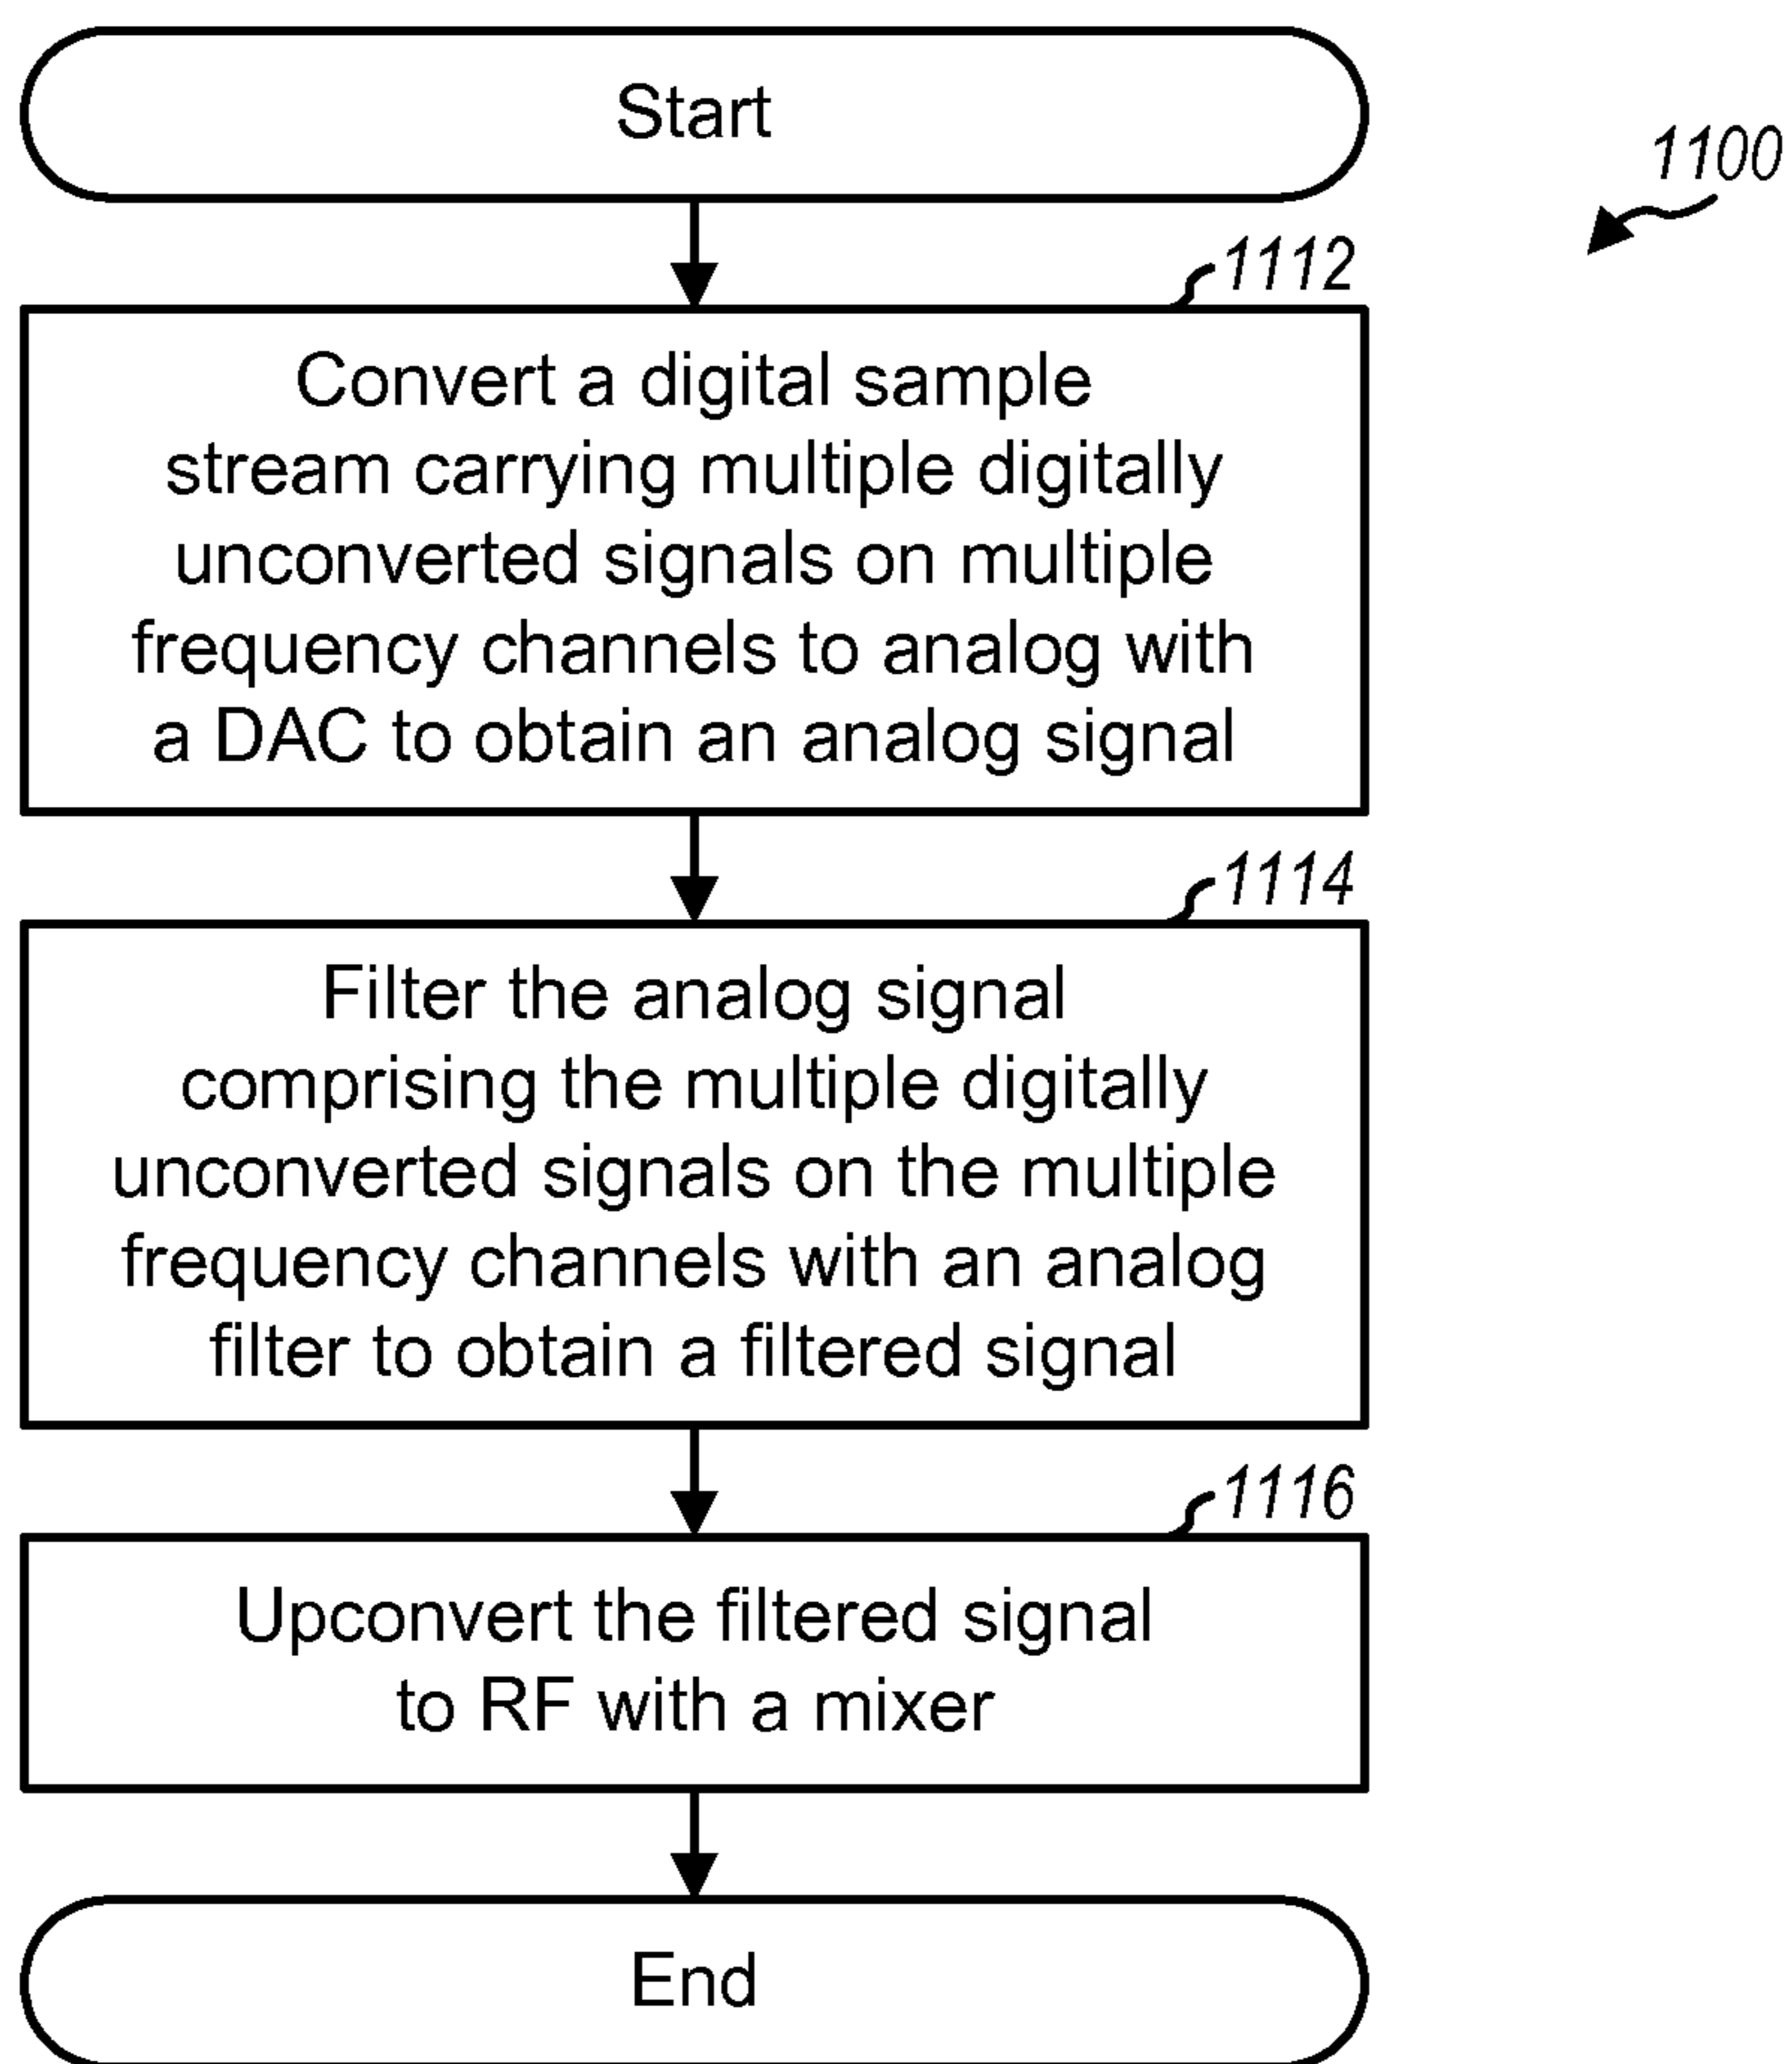 Start
1100
1112
Convert a digital sample
stream carrying multiple digitally
unconverted signals on multiple
frequency channels to analog with
a DAC to obtain an analog signal
1114
Filter the analog signal
comprising the multiple digitally
unconverted signals on the multiple
frequency channels with an analog
filter to obtain a filtered signal
1116
Upconvert the filtered signal
to RF with a mixer
End